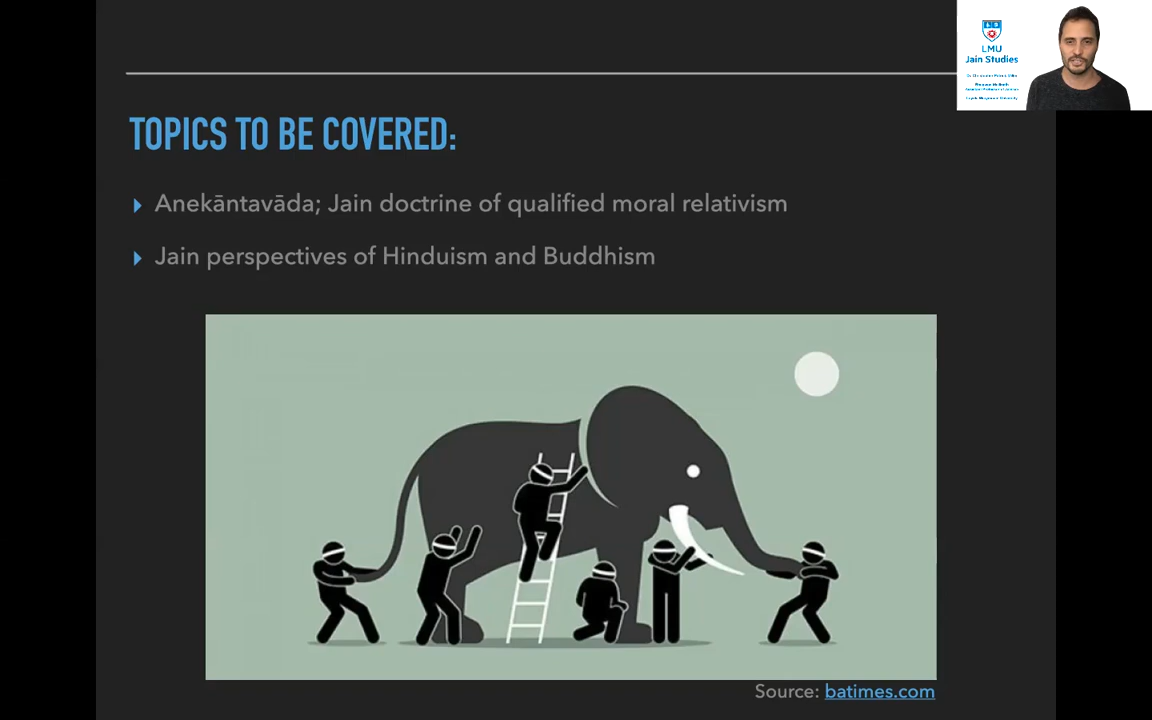 LMU
Jain Studies
TOPICS TO BE COVERED:
Anekāntavāda; Jain doctrine of qualified moral relativism
Jain perspectives of Hinduism and Buddhism
Source: batimes.com